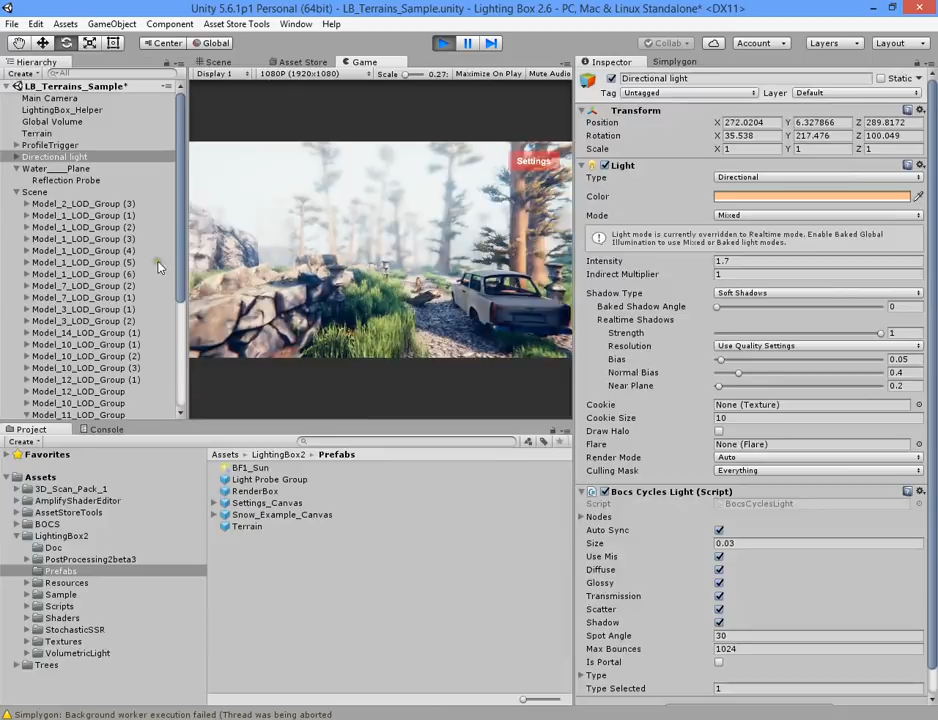 Unity 5.6.1p1 Personal (64bit) - LB_Terrains_Sample.unity - Lighting Box 2.6 - PC, Mac & Linux Standalone* <DX11>
File Edit Assets GameObject Component Asset Store Tools Window Help
Center Global Collab Account Layers Layout
Hierarchy
Create All
LB_Terrains_Sample*
Main Camera
LightingBox_Helper
Global Volume
Terrain
ProfileTrigger
Directional light
Water____Plane
Reflection Probe
Scene
Model_2_LOD_Group (3)
Model_1_LOD_Group (1)
Model_1_LOD_Group (2)
Model_1_LOD_Group (3)
Model_1_LOD_Group (4)
Model_1_LOD_Group (5)
Model_1_LOD_Group (6)
Model_7_LOD_Group (2)
Model_7_LOD_Group (1)
Model_3_LOD_Group (1)
Model_3_LOD_Group (2)
Model_14_LOD_Group (1)
Model_10_LOD_Group (1)
Model_10_LOD_Group (2)
Model_10_LOD_Group (3)
Model_12_LOD_Group (1)
Model_12_LOD_Group
Model_10_LOD_Group
Model_11_LOD_Group
Scene Asset Store Game
Display 1 1080P (1920x1080) Scale 0.27: Maximize On Play Mute Audio
Settings
Inspector Simplygon
Directional light Static
Tag Untagged Layer Default
Transform
Position X 272.0204 Y 6.327866 Z 289.8172
Rotation X 35.538 Y 217.476 Z 100.049
Scale X 1 Y 1 Z 1
Light
Type Directional
Color
Mode Mixed
Light mode is currently overridden to Realtime mode. Enable Baked Global
Illumination to use Mixed or Baked light modes.
Intensity 1.7
Indirect Multiplier 1
Shadow Type Soft Shadows
Baked Shadow Angle 0
Realtime Shadows
Strength 1
Resolution Use Quality Settings
Bias 0.05
Normal Bias 0.4
Near Plane 0.2
Cookie None (Texture)
Cookie Size 10
Draw Halo
Flare None (Flare)
Render Mode Auto
Culling Mask Everything
Bocs Cycles Light (Script)
Script BocsCyclesLight
Nodes
Auto Sync
Size 0.03
Use Mis
Diffuse
Glossy
Transmission
Scatter
Shadow
Spot Angle 30
Max Bounces 1024
Is Portal
Type
Type Selected 1
Project Console
Create
Favorites
Assets
3D_Scan_Pack_1
AmplifyShaderEditor
AssetStoreTools
BOCS
LightingBox2
Doc
PostProcessing2beta3
Prefabs
Resources
Sample
Scripts
Shaders
StochasticSSR
Textures
VolumetricLight
Trees
Assets LightingBox2 Prefabs
BF1_Sun
Light Probe Group
RenderBox
Settings_Canvas
Snow_Example_Canvas
Terrain
Simplygon: Background worker execution failed (Thread was being aborted